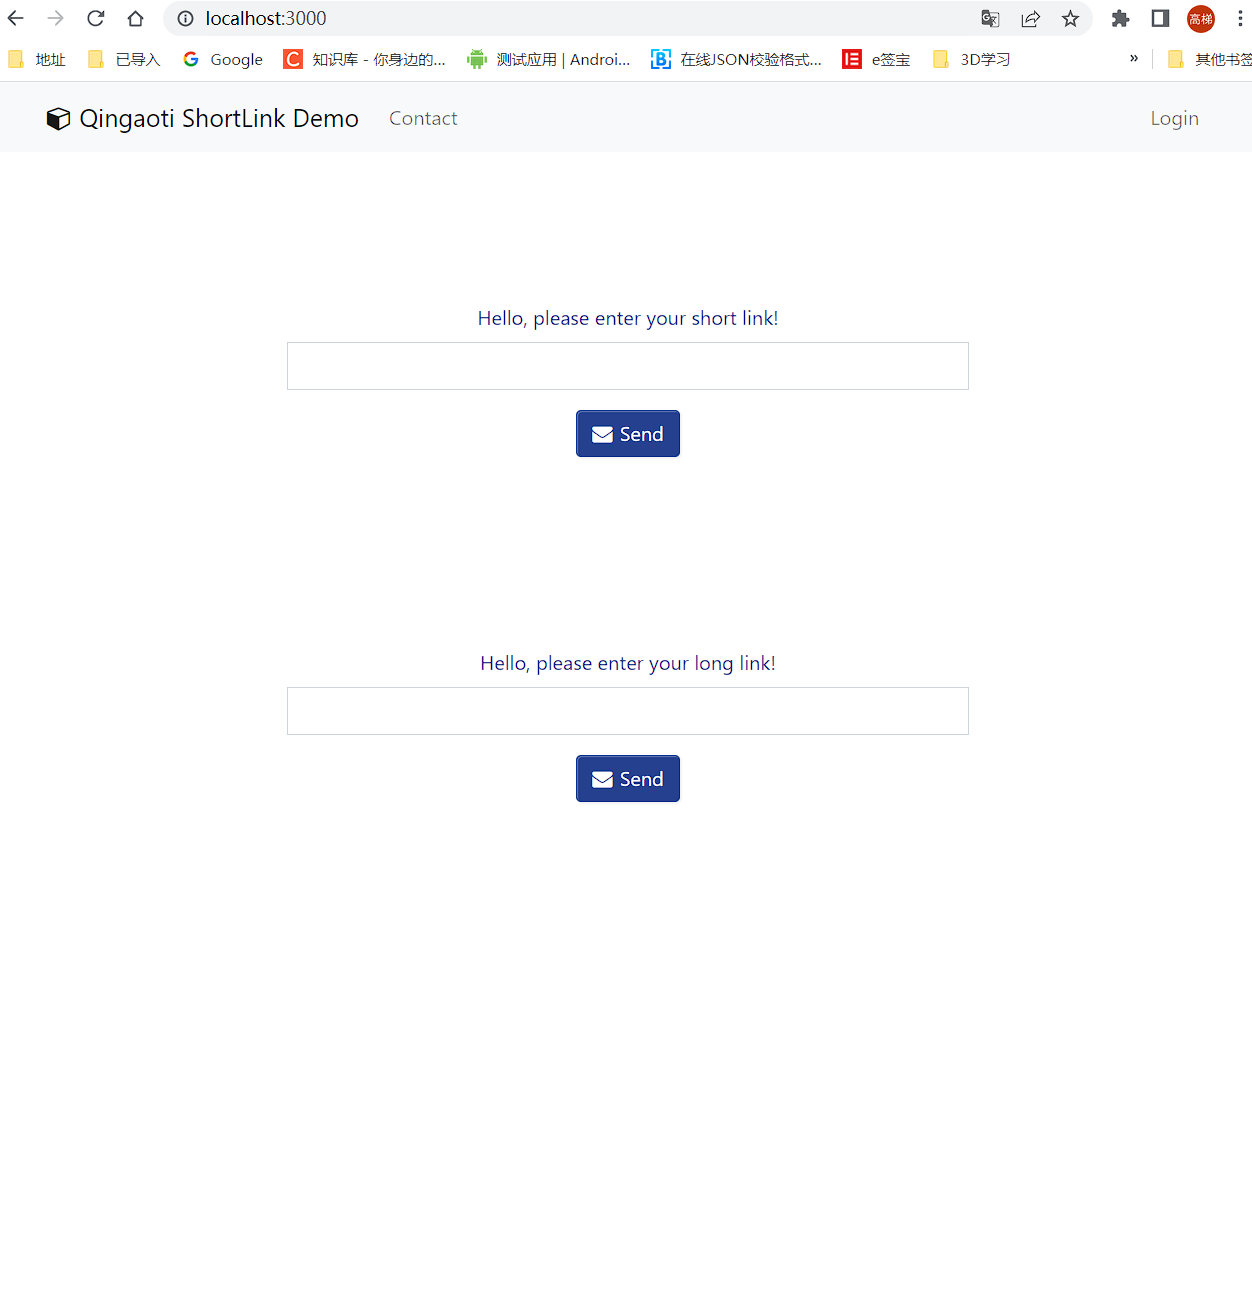 localhost:3000
高梯
地址 已导入 Google 知识库 - 你身边的... 测试应用 | Androi... 在线JSON校验格式... e签宝 3D学习 » 其他书签
Qingaoti ShortLink Demo Contact Login
Hello, please enter your short link!
Send
Hello, please enter your long link!
Send